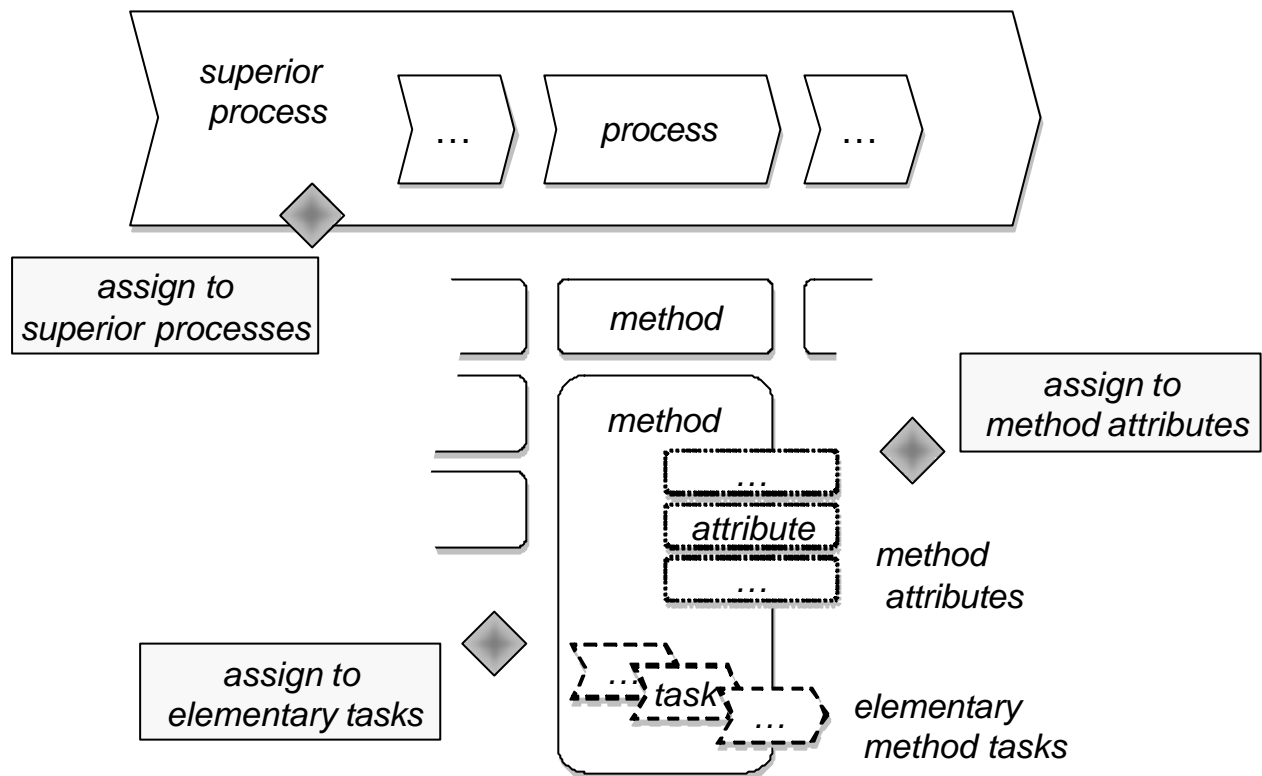 superior
process
...
process
...
assign to
superior processes
method
assign to
method attributes
method
...
attribute
...
method
attributes
assign to
elementary tasks
...
task
...
elementary
method tasks